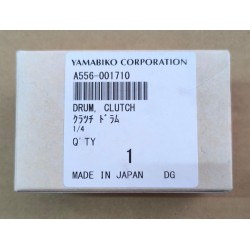 YAMABIKO CORPORATION
A556-001710
DRUM, CLUTCH
ｸﾗﾂﾁ ﾄﾞﾗﾑ
1/4
Q'TY
1
MADE IN JAPAN DG